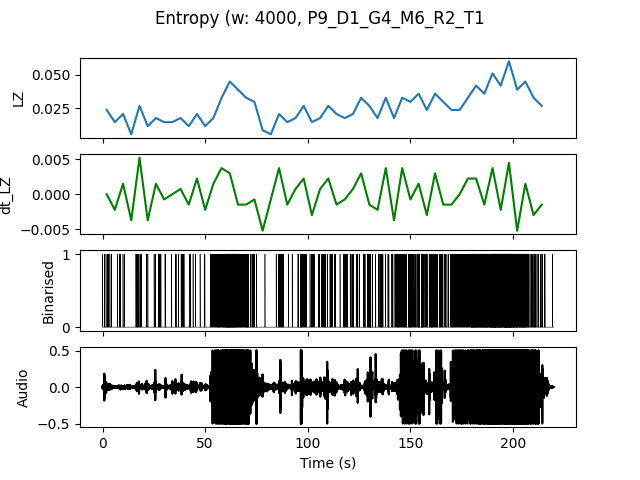 Entropy (w: 4000, P9_D1_G4_M6_R2_T1
0.050
0.025
LZ
0.005
0.000
−0.005
dt_LZ
1
0
Binarised
0.5
0.0
−0.5
Audio
0 50 100 150 200
Time (s)